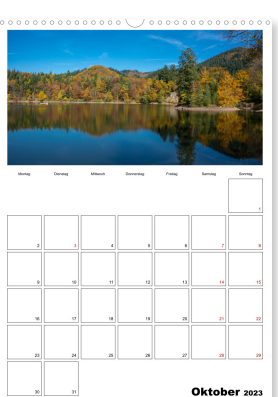 Montag Dienstag Mittwoch Donnerstag Freitag Samstag Sonntag
1
2 3 4 5 6 7 8
9 10 11 12 13 14 15
16 17 18 19 20 21 22
23 24 25 26 27 28 29
30 31
Oktober 2023